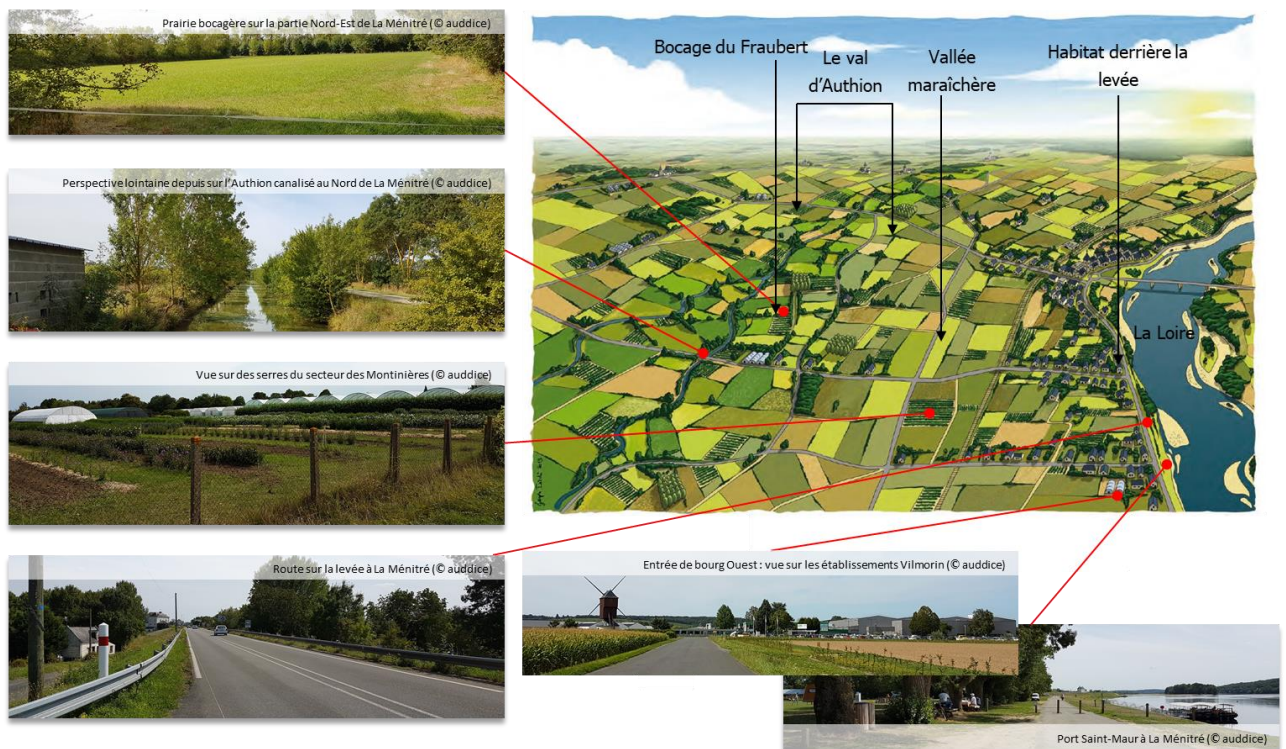 Prairie bocagère sur la partie Nord-Est de La Ménitré (© auddice)
Bocage du Fraubert
Le val
d'Authion
Vallée
maraîchère
Habitat derrière la
levée
La Loire
Perspective lointaine depuis sur l'Authion canalisé au Nord de La Ménitré (© auddice)
Vue sur des serres du secteur des Montinières (© auddice)
Route sur la levée à La Ménitré (© auddice)
Entrée de bourg Ouest : vue sur les établissements Vilmorin (© auddice)
Port Saint-Maur à La Ménitré (© auddice)